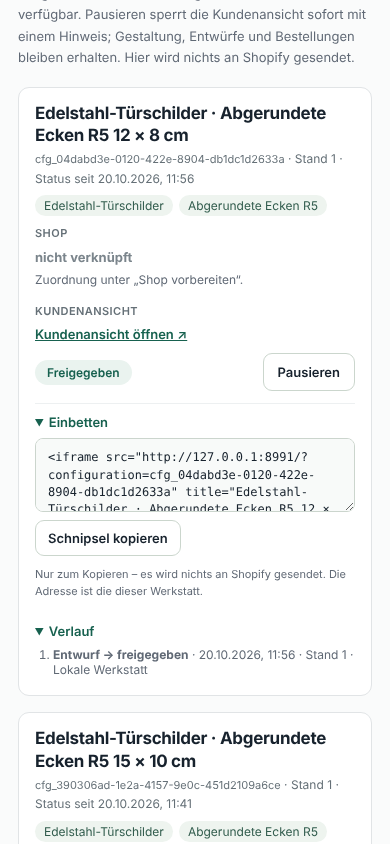 verfügbar. Pausieren sperrt die Kundenansicht sofort mit
einem Hinweis; Gestaltung, Entwürfe und Bestellungen
bleiben erhalten. Hier wird nichts an Shopify gesendet.
Edelstahl-Türschilder · Abgerundete
Ecken R5 12 × 8 cm
cfg_04dabd3e-0120-422e-8904-db1dc1d2633a · Stand 1 ·
Status seit 20.10.2026, 11:56
Edelstahl-Türschilder Abgerundete Ecken R5
SHOP
nicht verknüpft
Zuordnung unter „Shop vorbereiten“.
KUNDENANSICHT
Kundenansicht öffnen ↗
Freigegeben Pausieren
▼ Einbetten
<iframe src="http://127.0.0.1:8991/?
configuration=cfg_04dabd3e-0120-422e-
8904-db1dc1d2633a" title="Edelstahl-
Türschilder · Abgerundete Ecken R5 12 ×
Schnipsel kopieren
Nur zum Kopieren – es wird nichts an Shopify gesendet. Die
Adresse ist die dieser Werkstatt.
▼ Verlauf
1. Entwurf → freigegeben · 20.10.2026, 11:56 · Stand 1 ·
Lokale Werkstatt
Edelstahl-Türschilder · Abgerundete
Ecken R5 15 × 10 cm
cfg_390306ad-1e2a-4157-9e0c-451d2109a6ce · Stand 1 ·
Status seit 20.10.2026, 11:41
Edelstahl-Türschilder Abgerundete Ecken R5